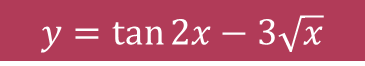 y = tan 2x − 3√x